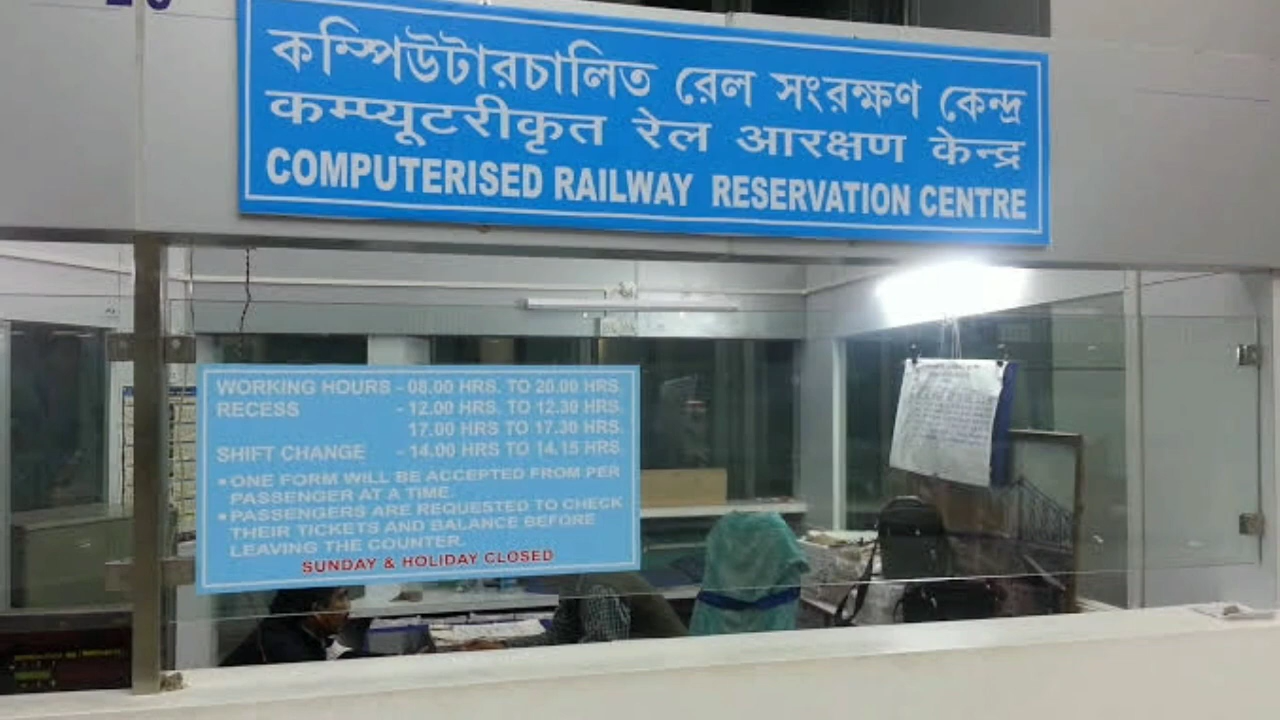 কম্পিউটারচালিত রেল সংরক্ষণ কেন্দ্র
कम्प्यूटरीकृत रेल आरक्षण केन्द्र
COMPUTERISED RAILWAY RESERVATION CENTRE
WORKING HOURS - 08.00 HRS. TO 20.00 HRS.
RECESS - 12.00 HRS. TO 12.30 HRS.
17.00 HRS. TO 17.30 HRS.
SHIFT CHANGE - 14.00 HRS TO 14.15 HRS.
• ONE FORM WILL BE ACCEPTED FROM PER
PASSENGER AT A TIME.
• PASSENGERS ARE REQUESTED TO CHECK
THEIR TICKETS AND BALANCE BEFORE
LEAVING THE COUNTER.
SUNDAY & HOLIDAY CLOSED